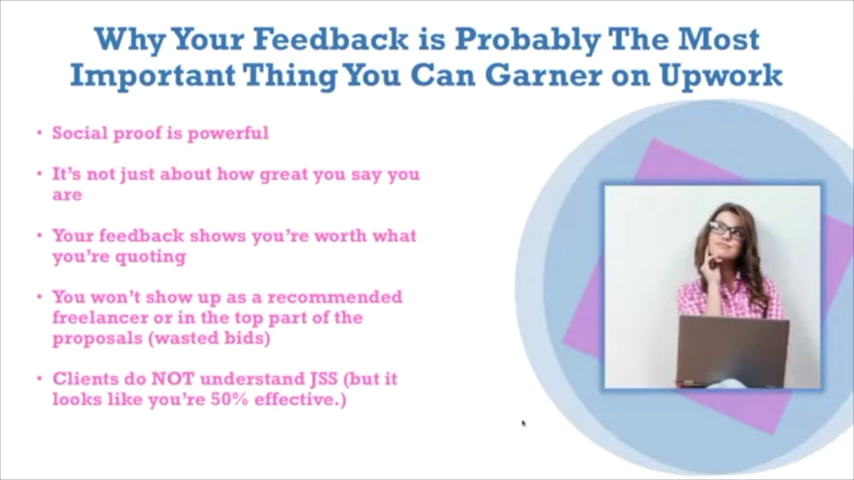 Why Your Feedback is Probably The Most
Important Thing You Can Garner on Upwork
• Social proof is powerful
• It's not just about how great you say you
are
• Your feedback shows you're worth what
you're quoting
• You won't show up as a recommended
freelancer or in the top part of the
proposals (wasted bids)
• Clients do NOT understand JSS (but it
looks like you're 50% effective.)